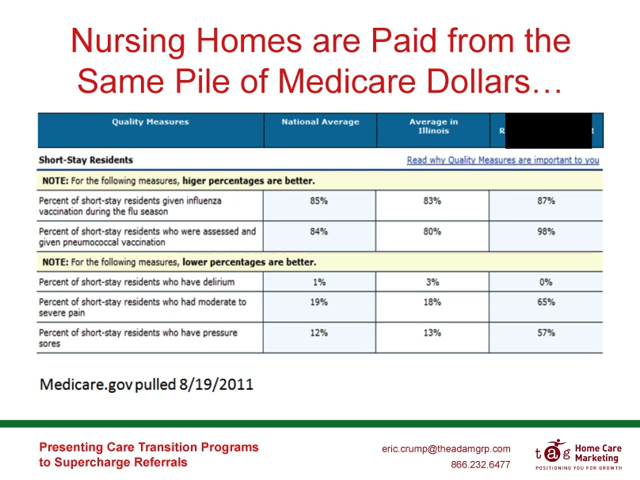 Nursing Homes are Paid from the
Same Pile of Medicare Dollars…
Quality Measures National Average Average in
Illinois
Short-Stay Residents Read why Quality Measures are important to you
NOTE: For the following measures, higer percentages are better.
Percent of short-stay residents given influenza
vaccination during the flu season 85% 83% 87%
Percent of short-stay residents who were assessed and
given pneumococcal vaccination 84% 80% 98%
NOTE: For the following measures, lower percentages are better.
Percent of short-stay residents who have delirium 1% 3% 0%
Percent of short-stay residents who had moderate to
severe pain 19% 18% 65%
Percent of short-stay residents who have pressure
sores 12% 13% 57%
Medicare.gov pulled 8/19/2011
Presenting Care Transition Programs
to Supercharge Referrals
eric.crump@theadamgrp.com
866.232.6477
tag Home Care
Marketing
POSITIONING YOU FOR GROWTH